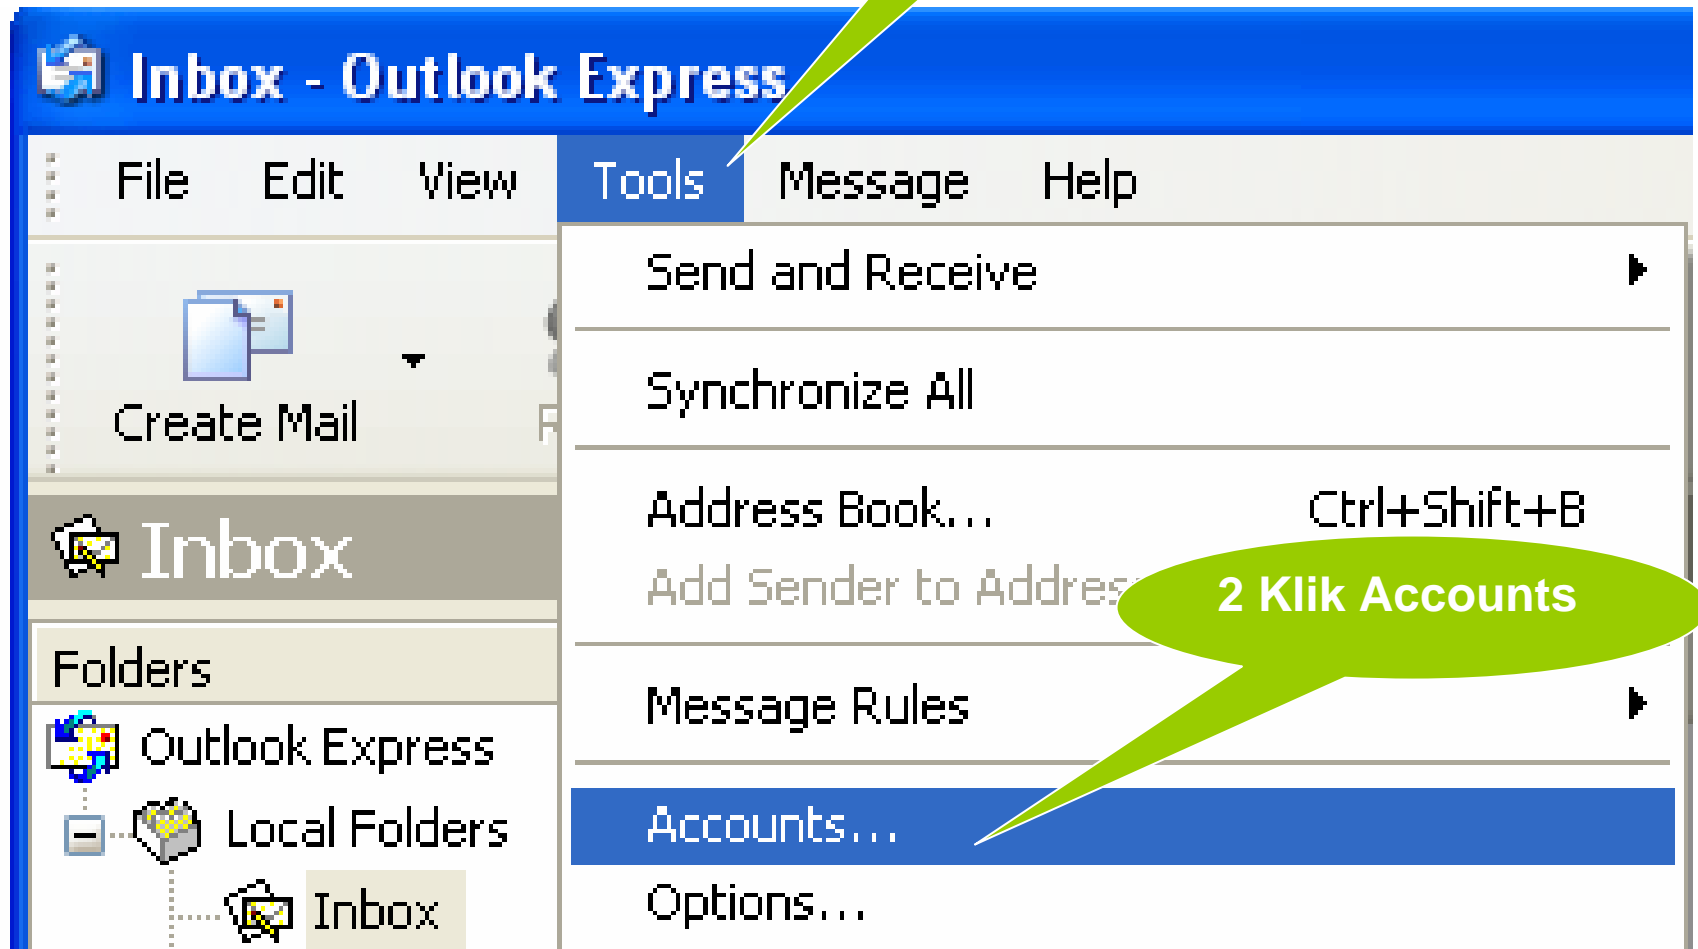 Inbox - Outlook Express
File Edit View Tools Message Help
Send and Receive
Create Mail
Synchronize All
Address Book... Ctrl+Shift+B
Inbox
Add Sender to
2 Klik Accounts
Folders
Message Rules
Outlook Express
Local Folders
Accounts...
Inbox
Options...